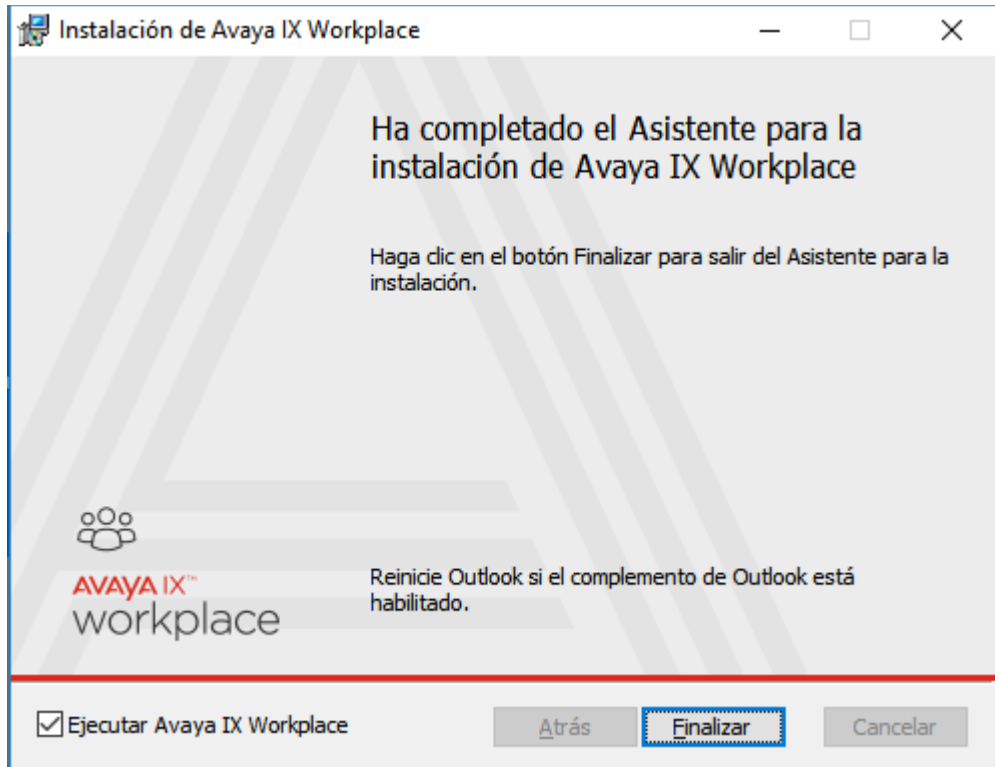 Instalación de Avaya IX Workplace
Ha completado el Asistente para la
instalación de Avaya IX Workplace
Haga clic en el botón Finalizar para salir del Asistente para la
instalación.
AVAYA IX™
workplace
Reinicie Outlook si el complemento de Outlook está
habilitado.
Ejecutar Avaya IX Workplace
Atrás
Finalizar
Cancelar